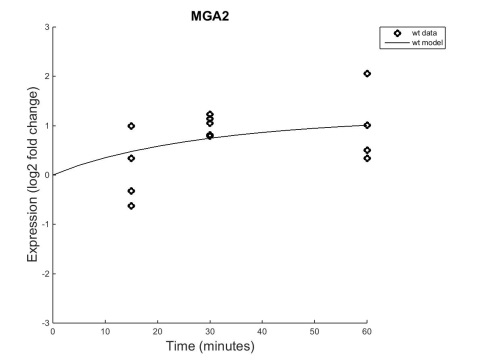 MGA2
3
2
1
0
-1
-2
-3
0 10 20 30 40 50 60
Expression (log2 fold change)
Time (minutes)
wt data
wt model